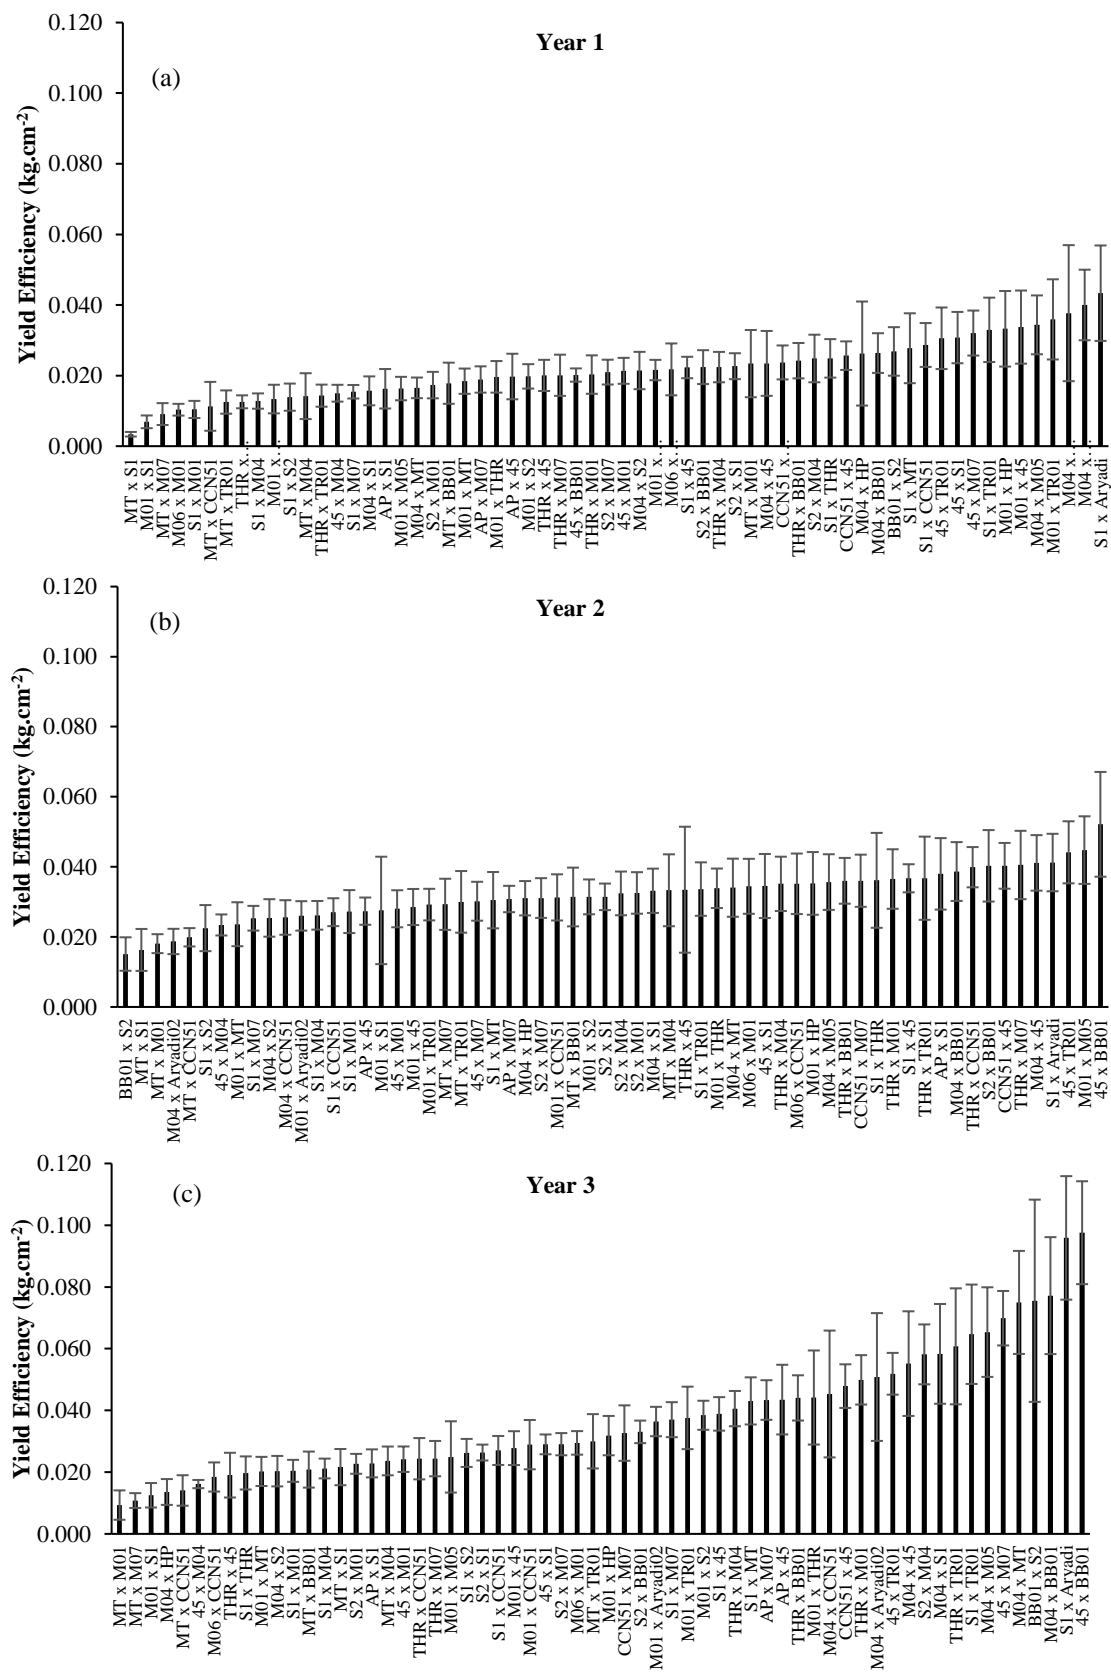 Year 1
(a)
Yield Efficiency (kg.cm-2)
0.120
0.100
0.080
0.060
0.040
0.020
0.000
MT x S1
M01 x S1
MT x M07
M06 x M01
S1 x M01
MT x CCN51
MT x TR01
THR x…
S1 x M04
M01 x…
S1 x S2
MT x M04
THR x TR01
45 x M04
S1 x M07
M04 x S1
AP x S1
M01 x M05
M04 x MT
S2 x M01
MT x BB01
M01 x MT
AP x M07
M01 x THR
AP x 45
M01 x S2
THR x 45
THR x M07
45 x BB01
THR x M01
S2 x M07
45 x M01
M04 x S2
M01 x…
M06 x…
S1 x 45
S2 x BB01
THR x M04
S2 x S1
MT x M01
M04 x 45
CCN51 x…
THR x BB01
S2 x M04
S1 x THR
CCN51 x 45
M04 x HP
M04 x BB01
BB01 x S2
S1 x MT
S1 x CCN51
45 x TR01
45 x S1
45 x M07
S1 x TR01
M01 x HP
M01 x 45
M04 x M05
M01 x TR01
M04 x…
M04 x…
S1 x Aryadi
Year 2
(b)
Yield Efficiency (kg.cm-2)
0.120
0.100
0.080
0.060
0.040
0.020
0.000
BB01 x S2
MT x S1
MT x M01
M04 x Aryadi02
MT x CCN51
S1 x S2
45 x M04
M01 x MT
S1 x M07
M04 x S2
M04 x CCN51
M01 x Aryadi02
S1 x M04
S1 x CCN51
S1 x M01
AP x 45
M01 x S1
45 x M01
M01 x 45
M01 x TR01
MT x M07
MT x TR01
45 x M07
S1 x MT
AP x M07
M04 x HP
S2 x M07
M01 x CCN51
MT x BB01
M01 x S2
S2 x S1
S2 x M04
S2 x M01
M04 x S1
MT x M04
THR x 45
S1 x TR01
M01 x THR
M04 x MT
M06 x M01
45 x S1
THR x M04
M06 x CCN51
M01 x HP
M04 x M05
THR x BB01
CCN51 x M07
S1 x THR
THR x M01
S1 x 45
THR x TR01
AP x S1
M04 x BB01
THR x CCN51
S2 x BB01
CCN51 x 45
THR x M07
M04 x 45
S1 x Aryadi
45 x TR01
M01 x M05
45 x BB01
Year 3
(c)
Yield Efficiency (kg.cm-2)
0.120
0.100
0.080
0.060
0.040
0.020
0.000
MT x M01
MT x M07
M01 x S1
M04 x HP
MT x CCN51
45 x M04
M06 x CCN51
THR x 45
S1 x THR
M01 x MT
M04 x S2
S1 x M01
MT x BB01
S1 x M04
MT x S1
S2 x M01
AP x S1
MT x M04
45 x M01
THR x CCN51
THR x M07
M01 x M05
S1 x S2
S2 x S1
S1 x CCN51
M01 x 45
M01 x CCN51
45 x S1
S2 x M07
M06 x M01
MT x TR01
M01 x HP
CCN51 x M07
S2 x BB01
M01 x Aryadi02
S1 x M07
M01 x TR01
M01 x S2
S1 x 45
THR x M04
S1 x MT
AP x M07
AP x 45
THR x BB01
M01 x THR
M04 x CCN51
CCN51 x 45
THR x M01
M04 x Aryadi02
45 x TR01
M04 x 45
S2 x M04
M04 x S1
THR x TR01
S1 x TR01
M04 x M05
45 x M07
M04 x MT
BB01 x S2
M04 x BB01
S1 x Aryadi
45 x BB01